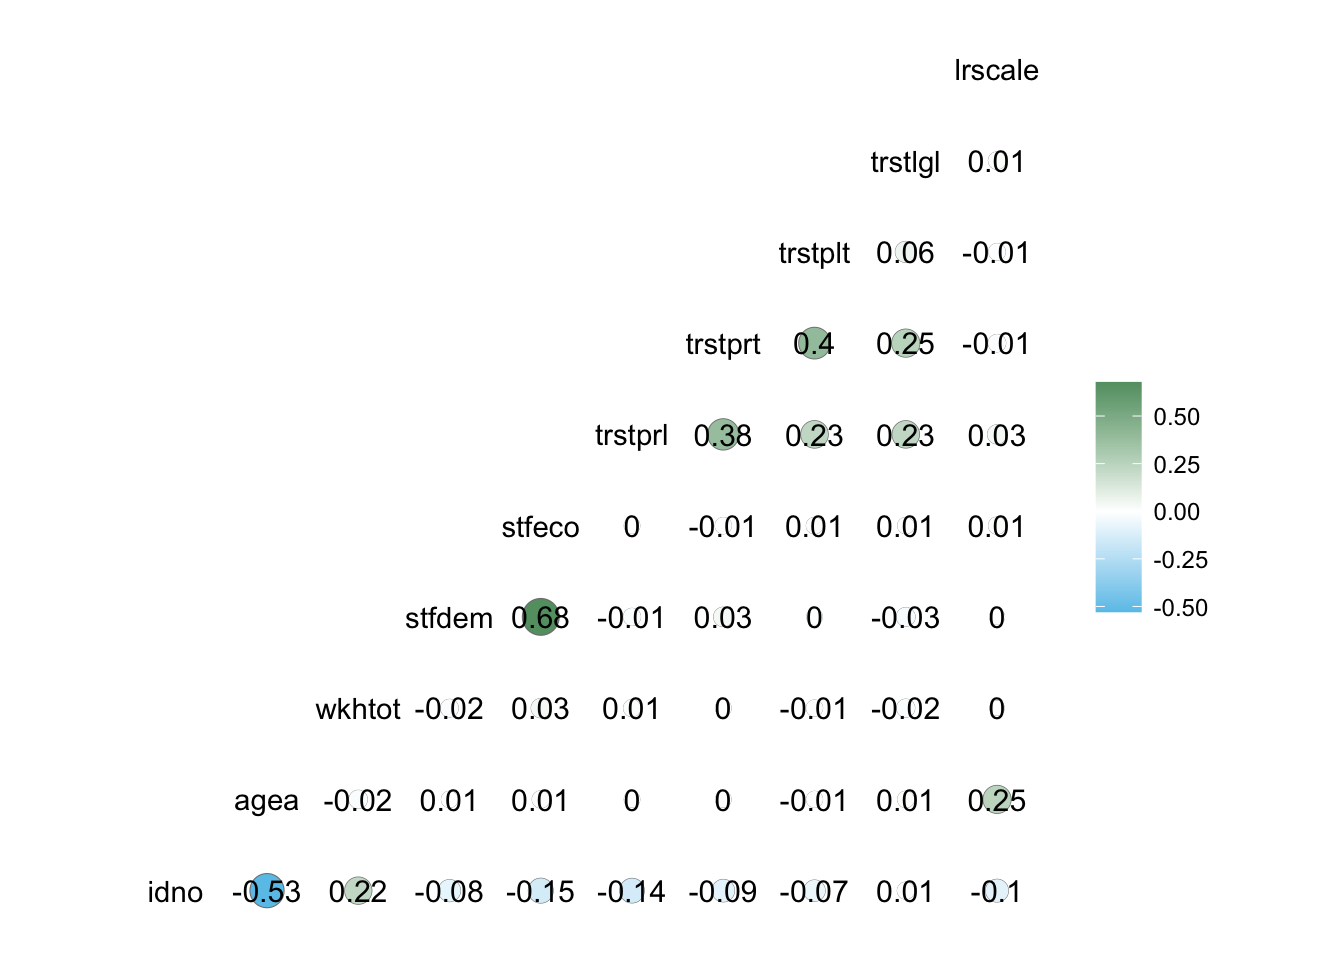 lrscale
trstlgl 0.01
trstplt 0.06 -0.01
trstprt 0.4 0.25 -0.01
trstprl 0.38 0.23 0.23 0.03
stfeco 0 -0.01 0.01 0.01 0.01
stfdem 0.68 -0.01 0.03 0 -0.03 0
wkhtot -0.02 0.03 0.01 0 -0.01 -0.02 0
agea -0.02 0.01 0.01 0 0 -0.01 0.01 0.25
idno -0.53 0.22 -0.08 -0.15 -0.14 -0.09 -0.07 0.01 -0.1
0.50
0.25
0.00
-0.25
-0.50